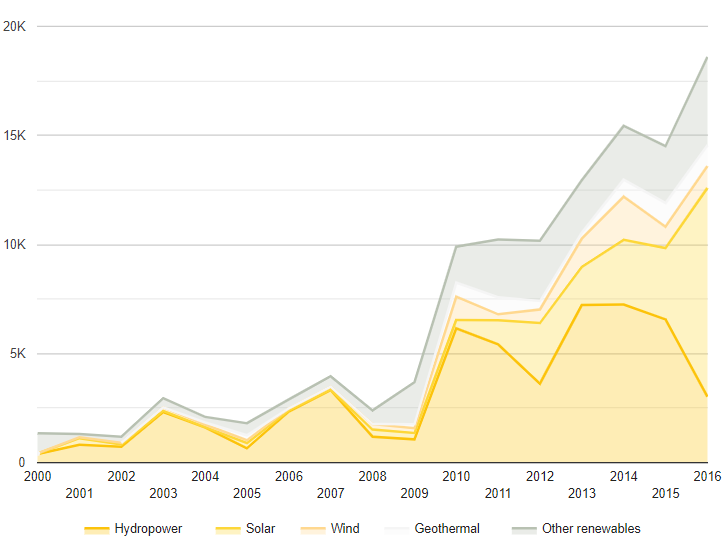 20K
15K
10K
5K
0
2000 2002 2004 2006 2008 2010 2012 2014 2016
2001 2003 2005 2007 2009 2011 2013 2015
Hydropower Solar Wind Geothermal Other renewables